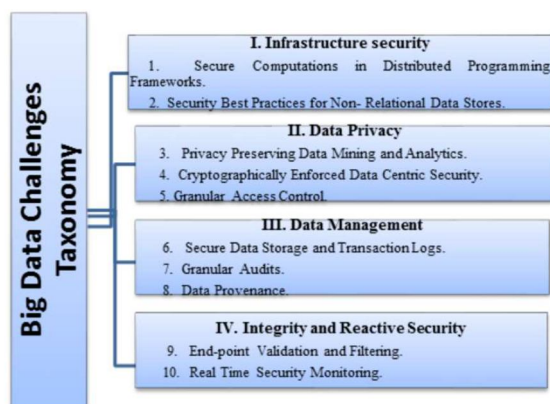 Big Data Challenges
Taxonomy
I. Infrastructure security
1. Secure Computations in Distributed Programming
Frameworks.
2. Security Best Practices for Non- Relational Data Stores.
II. Data Privacy
3. Privacy Preserving Data Mining and Analytics.
4. Cryptographically Enforced Data Centric Security.
5. Granular Access Control.
III. Data Management
6. Secure Data Storage and Transaction Logs.
7. Granular Audits.
8. Data Provenance.
IV. Integrity and Reactive Security
9. End-point Validation and Filtering.
10. Real Time Security Monitoring.